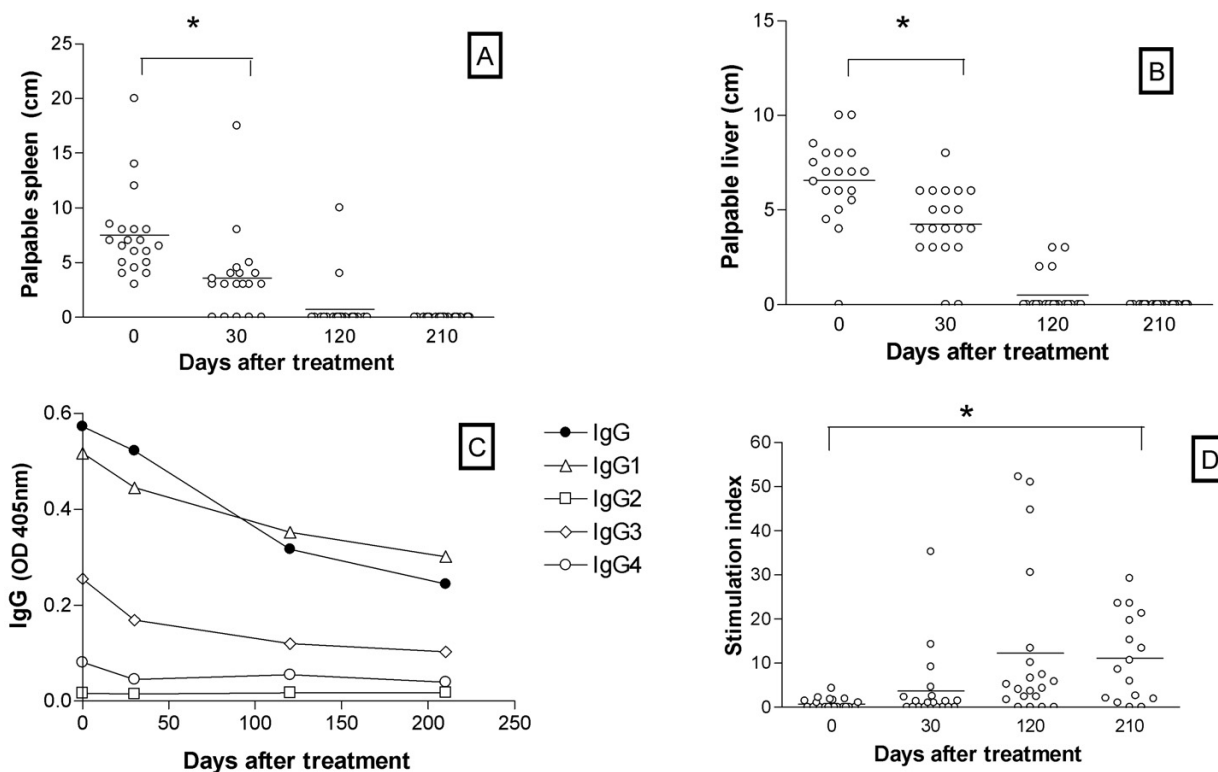 *
A
25
20
15
10
5
0
Palpable spleen (cm)
0 30 120 210
Days after treatment
*
B
15
10
5
0
Palpable liver (cm)
0 30 120 210
Days after treatment
C
0.6
0.4
0.2
0.0
IgG (OD 405nm)
0 50 100 150 200 250
Days after treatment
IgG
IgG1
IgG2
IgG3
IgG4
*
D
60
50
40
30
20
10
0
Stimulation index
0 30 120 210
Days after treatment